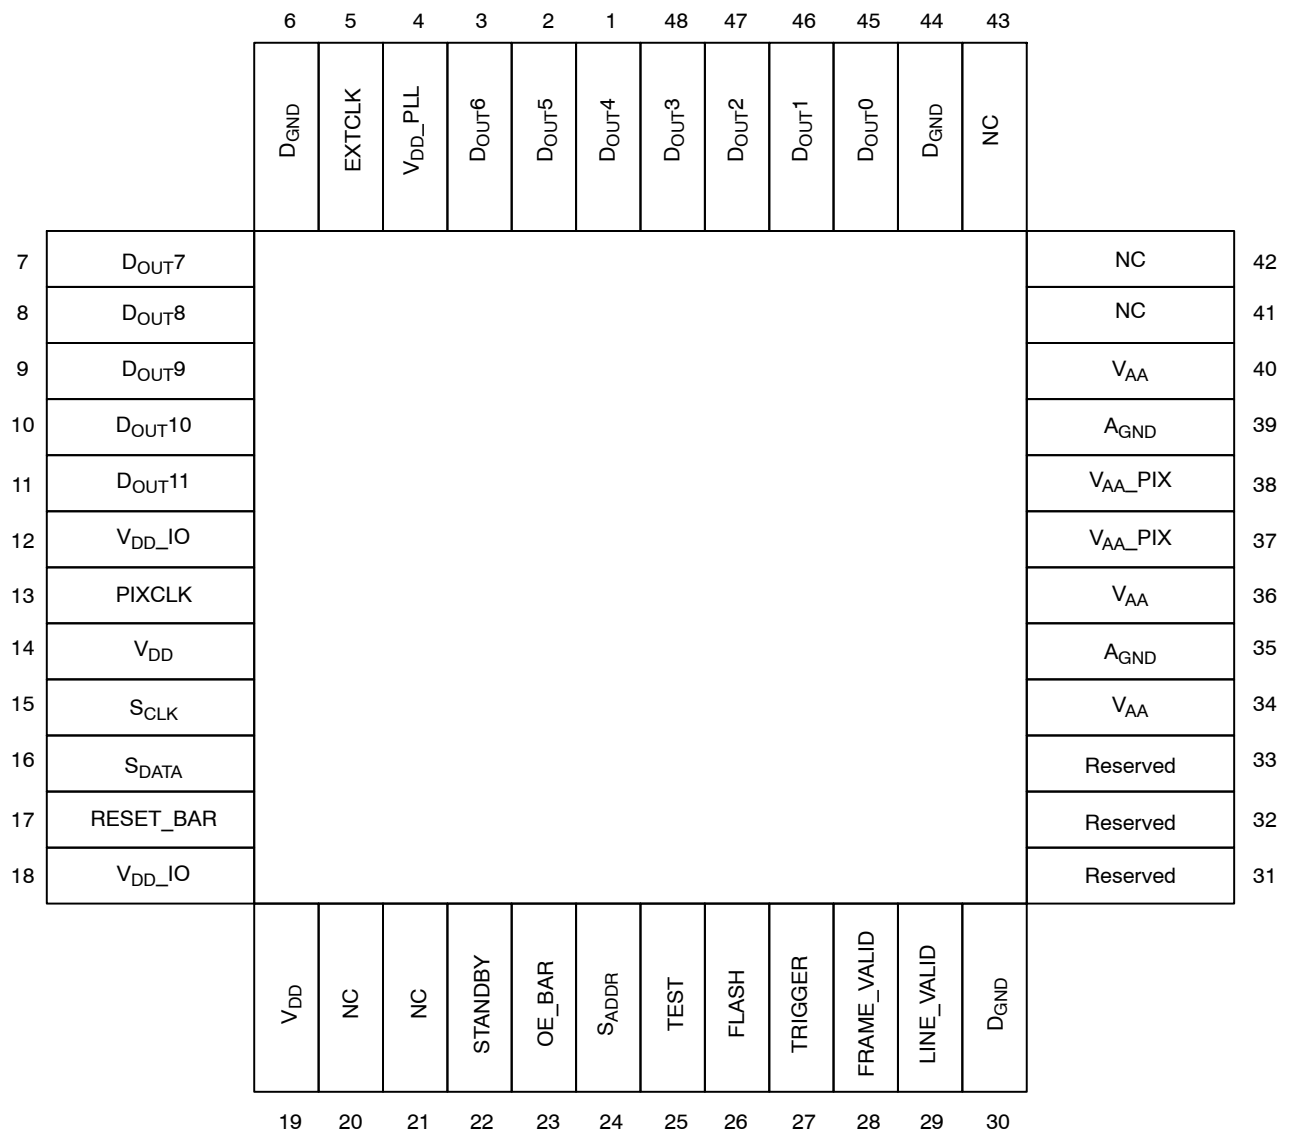 6 5 4 3 2 1 48 47 46 45 44 43
DGND
EXTCLK
VDD_PLL
DOUT6
DOUT5
DOUT4
DOUT3
DOUT2
DOUT1
DOUT0
DGND
NC
7 DOUT7 NC 42
8 DOUT8 NC 41
9 DOUT9 VAA 40
10 DOUT10 AGND 39
11 DOUT11 VAA_PIX 38
12 VDD_IO VAA_PIX 37
13 PIXCLK VAA 36
14 VDD AGND 35
15 SCLK VAA 34
16 SDATA Reserved 33
17 RESET_BAR Reserved 32
18 VDD_IO Reserved 31
VDD
NC
NC
STANDBY
OE_BAR
SADDR
TEST
FLASH
TRIGGER
FRAME_VALID
LINE_VALID
DGND
19 20 21 22 23 24 25 26 27 28 29 30